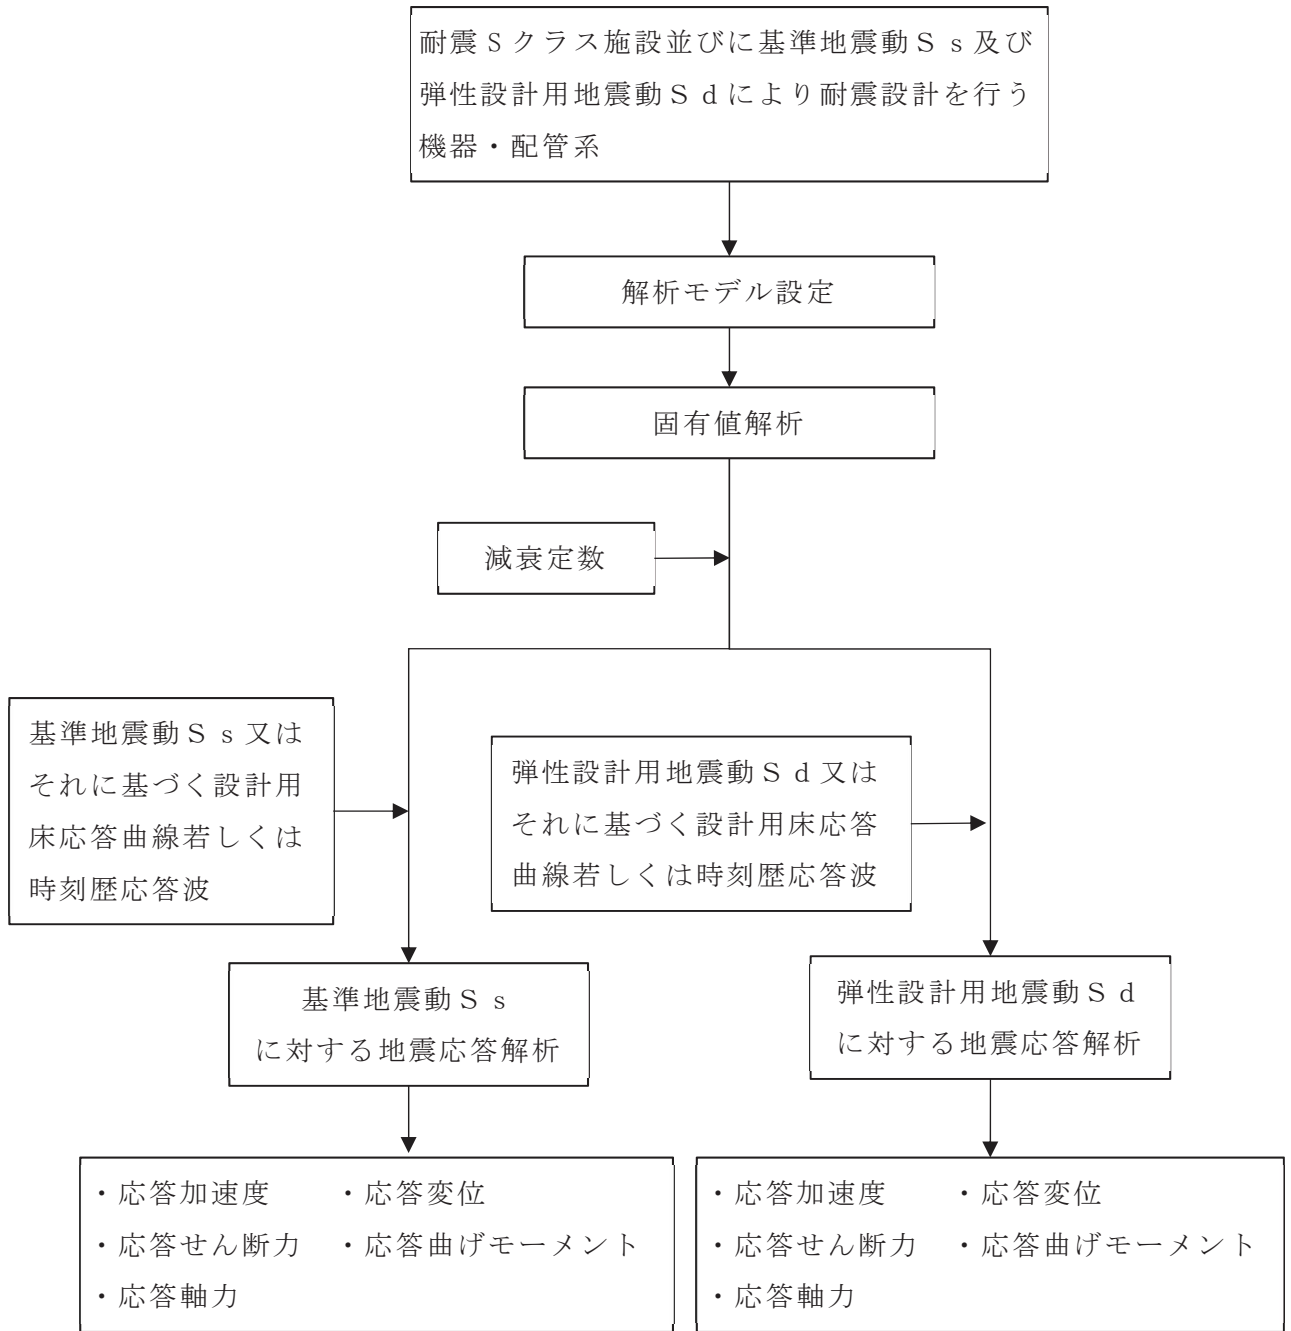 耐震Sクラス施設並びに基準地震動Ｓｓ及び
弾性設計用地震動Ｓｄにより耐震設計を行う
機器・配管系
解析モデル設定
固有値解析
減衰定数
基準地震動Ｓｓ又は
それに基づく設計用
床応答曲線若しくは
時刻歴応答波
弾性設計用地震動Ｓｄ又は
それに基づく設計用床応答
曲線若しくは時刻歴応答波
基準地震動Ｓｓ
に対する地震応答解析
弾性設計用地震動Ｓｄ
に対する地震応答解析
・応答加速度　　・応答変位
・応答せん断力　・応答曲げモーメント
・応答軸力
・応答加速度　　・応答変位
・応答せん断力　・応答曲げモーメント
・応答軸力